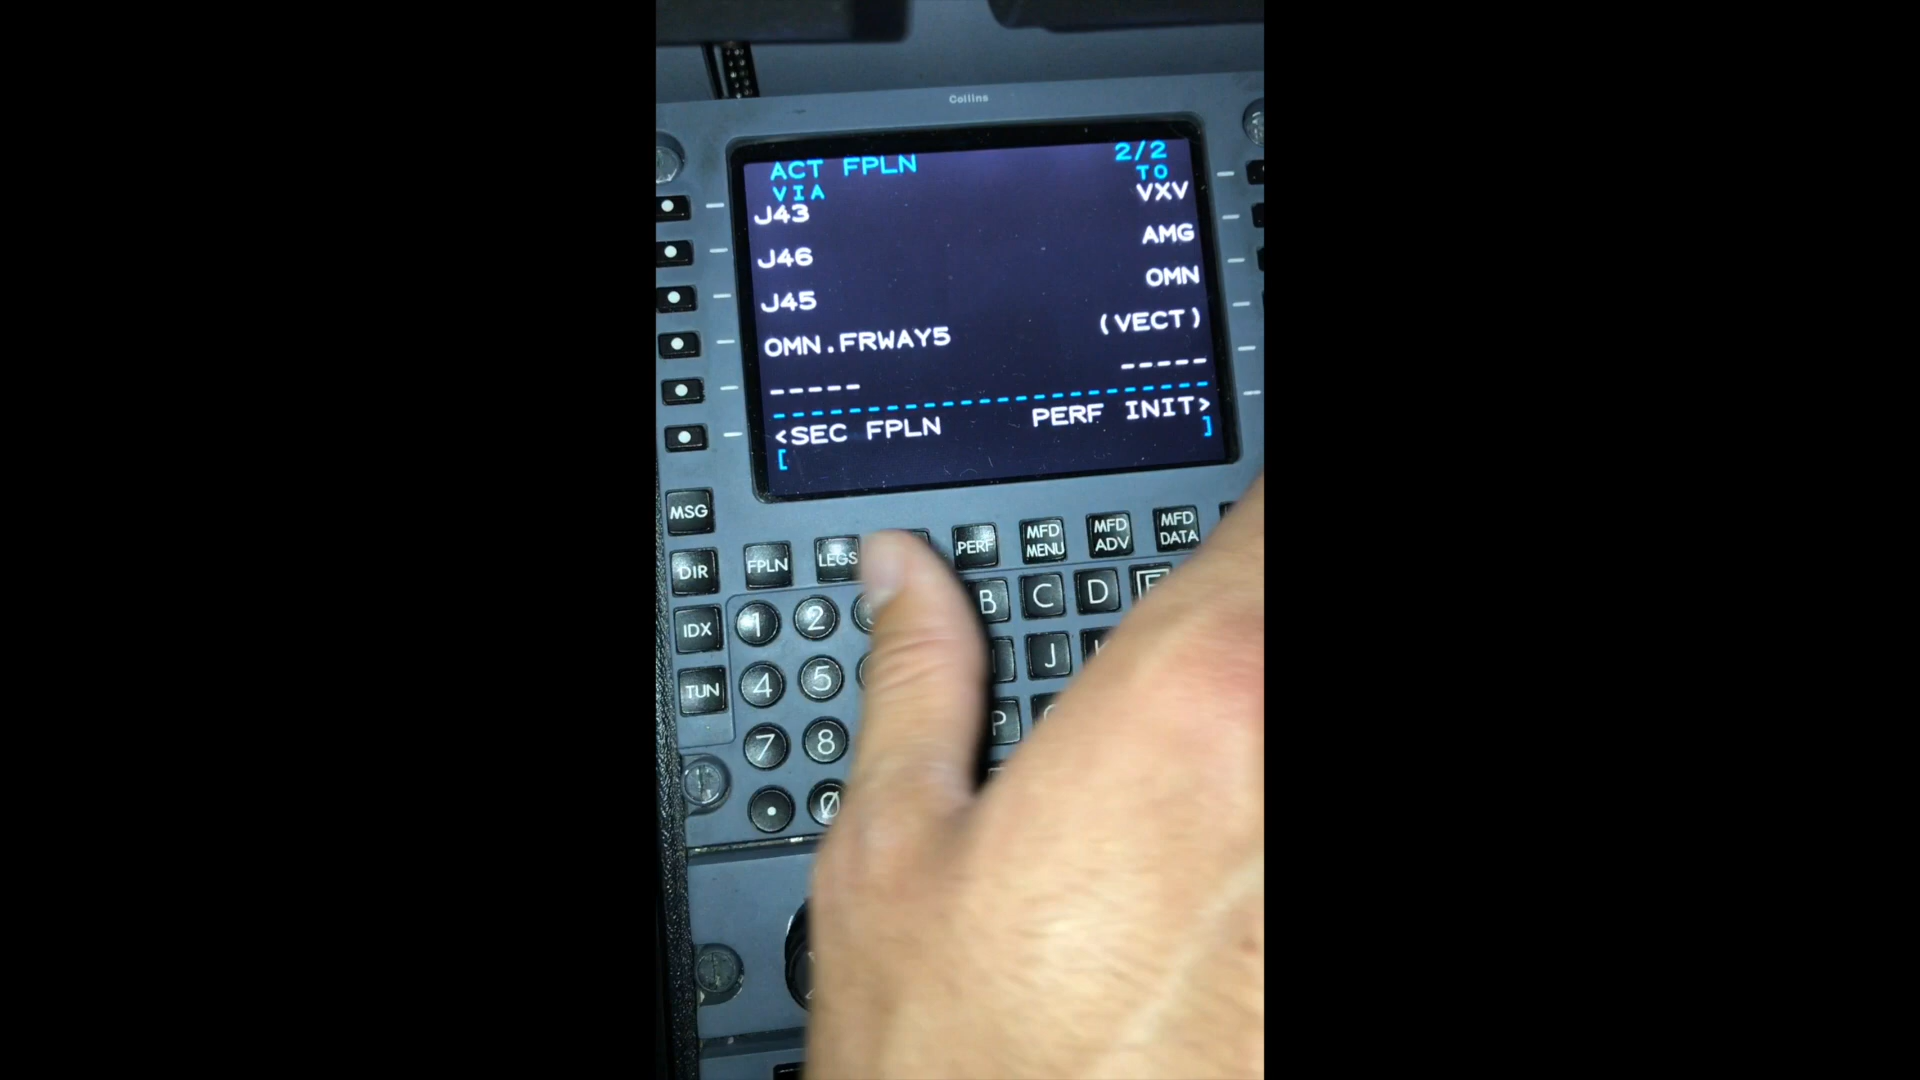 Collins
ACT FPLN 2/2
VIA TO
J43 VXV
J46 AMG
J45 OMN
OMN.FRWAY5 (VECT)
----- -----
<SEC FPLN PERF INIT>
[ ]
MSG
DIR FPLN LEGS PERF MFD MENU MFD ADV MFD DATA
IDX 1 2 B C D
TUN 4 5 J
7 8 P
. 0